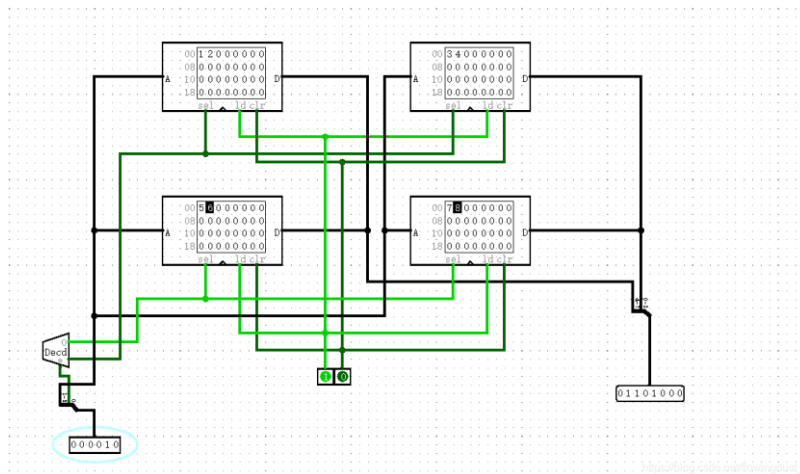 00 1 2 0 0 0 0 0 0
08 0 0 0 0 0 0 0 0
10 0 0 0 0 0 0 0 0
18 0 0 0 0 0 0 0 0
A
D
sel ld clr
00 3 4 0 0 0 0 0 0
08 0 0 0 0 0 0 0 0
10 0 0 0 0 0 0 0 0
18 0 0 0 0 0 0 0 0
A
D
sel ld clr
00 5 6 0 0 0 0 0 0
08 0 0 0 0 0 0 0 0
10 0 0 0 0 0 0 0 0
18 0 0 0 0 0 0 0 0
A
D
sel ld clr
00 7 8 0 0 0 0 0 0
08 0 0 0 0 0 0 0 0
10 0 0 0 0 0 0 0 0
18 0 0 0 0 0 0 0 0
A
D
sel ld clr
0
Decd
1 0
0 1 1 0 1 0 0 0
0 0 0 0 1 0